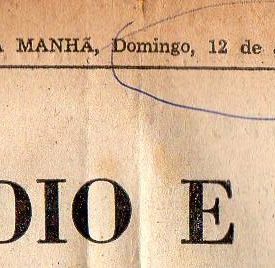 A MANHÃ, Domingo, 12 de
DIO E